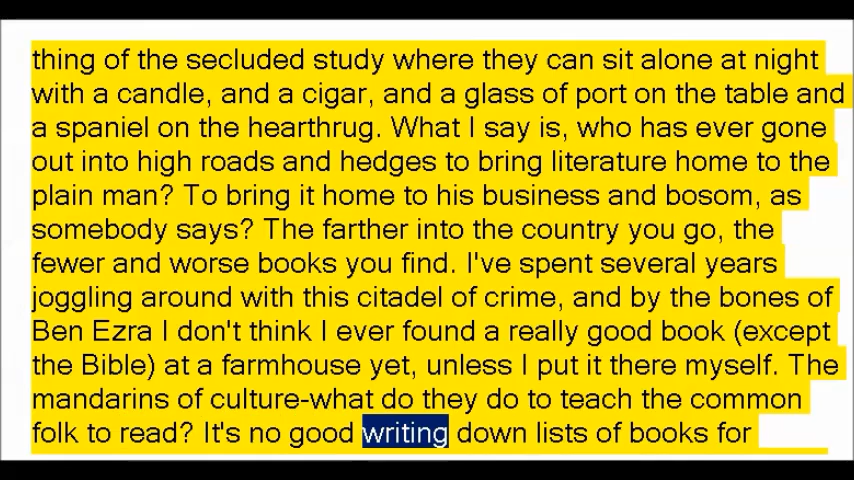 thing of the secluded study where they can sit alone at night
with a candle, and a cigar, and a glass of port on the table and
a spaniel on the hearthrug. What I say is, who has ever gone
out into high roads and hedges to bring literature home to the
plain man? To bring it home to his business and bosom, as
somebody says? The farther into the country you go, the
fewer and worse books you find. I've spent several years
joggling around with this citadel of crime, and by the bones of
Ben Ezra I don't think I ever found a really good book (except
the Bible) at a farmhouse yet, unless I put it there myself. The
mandarins of culture-what do they do to teach the common
folk to read? It's no good writing down lists of books for